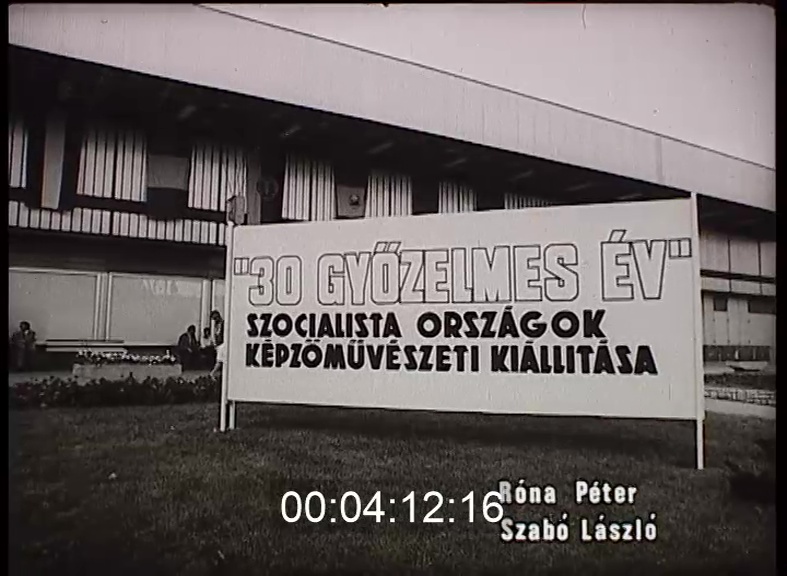 "30 GYŐZELMES ÉV"
SZOCIALISTA ORSZÁGOK
KÉPZŐMŰVÉSZETI KIÁLLITÁSA
00:04:12:16
Róna Péter
Szabó László